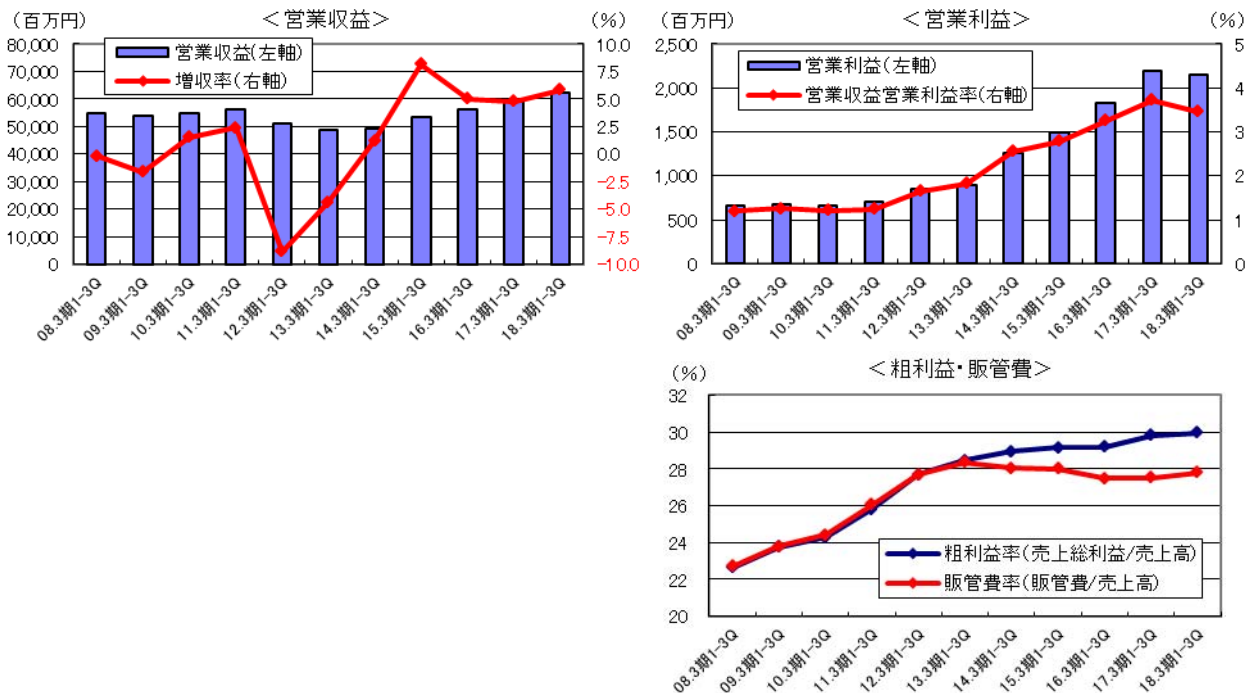 (百万円)
＜営業収益＞
(%)
80,000
70,000
60,000
50,000
40,000
30,000
20,000
10,000
0
営業収益(左軸)
増収率(右軸)
10.0
7.5
5.0
2.5
0.0
-2.5
-5.0
-7.5
-10.0
08.3期1-3Q
09.3期1-3Q
10.3期1-3Q
11.3期1-3Q
12.3期1-3Q
13.3期1-3Q
14.3期1-3Q
15.3期1-3Q
16.3期1-3Q
17.3期1-3Q
18.3期1-3Q
(百万円)
＜営業利益＞
(%)
2,500
2,000
1,500
1,000
500
0
営業利益(左軸)
営業収益営業利益率(右軸)
5
4
3
2
1
0
08.3期1-3Q
09.3期1-3Q
10.3期1-3Q
11.3期1-3Q
12.3期1-3Q
13.3期1-3Q
14.3期1-3Q
15.3期1-3Q
16.3期1-3Q
17.3期1-3Q
18.3期1-3Q
(%)
＜粗利益・販管費＞
32
30
28
26
24
22
20
粗利益率(売上総利益/売上高)
販管費率(販管費/売上高)
08.3期1-3Q
09.3期1-3Q
10.3期1-3Q
11.3期1-3Q
12.3期1-3Q
13.3期1-3Q
14.3期1-3Q
15.3期1-3Q
16.3期1-3Q
17.3期1-3Q
18.3期1-3Q